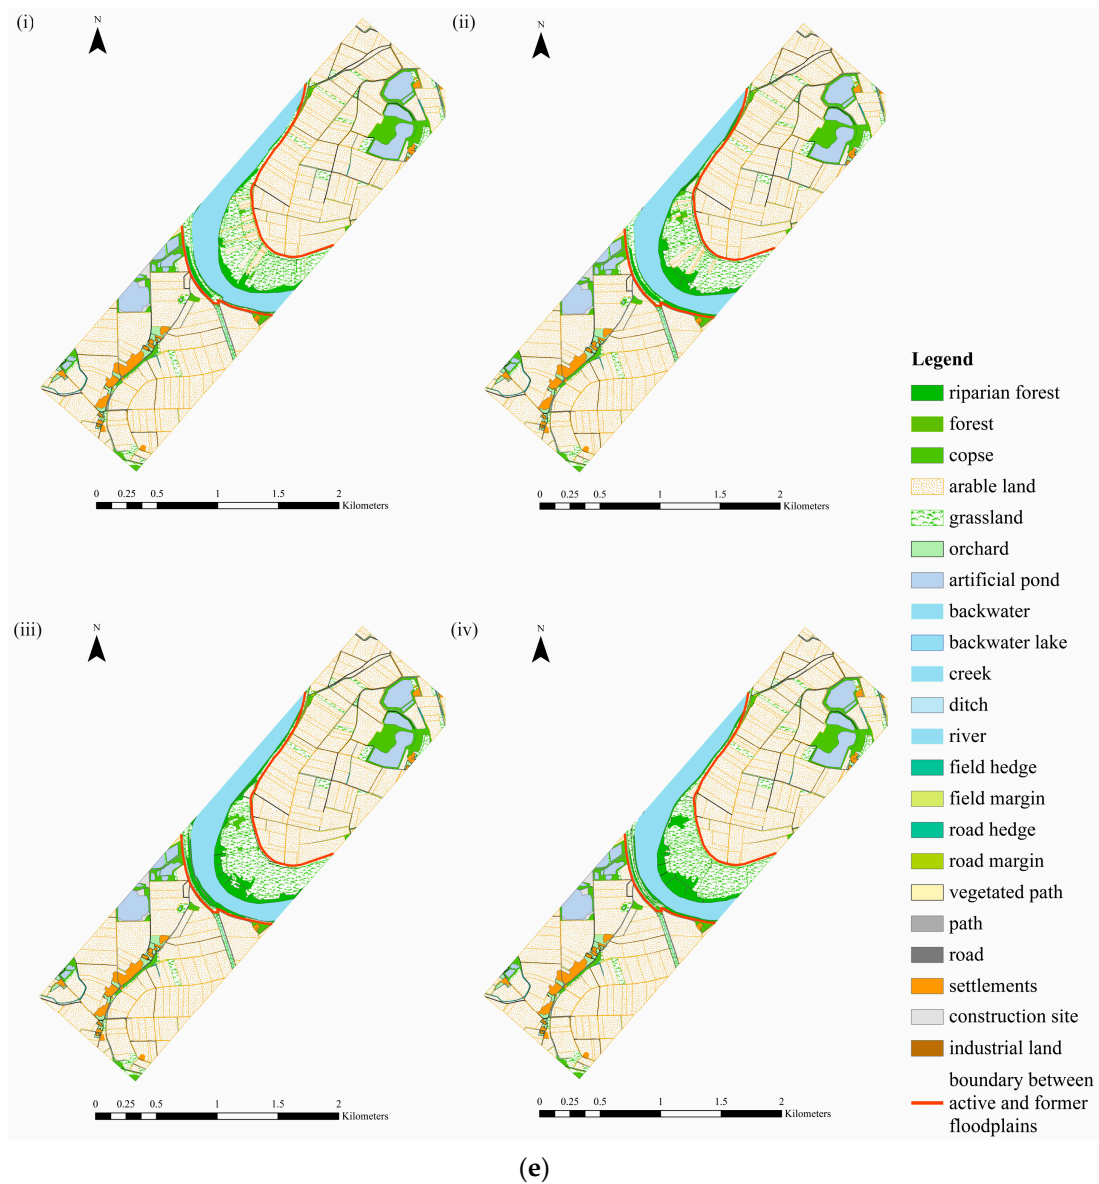 (i)
N
0 0.25 0.5 1 1.5 2
Kilometers
(ii)
N
0 0.25 0.5 1 1.5 2
Kilometers
(iii)
N
0 0.25 0.5 1 1.5 2
Kilometers
(iv)
N
0 0.25 0.5 1 1.5 2
Kilometers
Legend
riparian forest
forest
copse
arable land
grassland
orchard
artificial pond
backwater
backwater lake
creek
ditch
river
field hedge
field margin
road hedge
road margin
vegetated path
path
road
settlements
construction site
industrial land
boundary between
active and former
floodplains
(e)